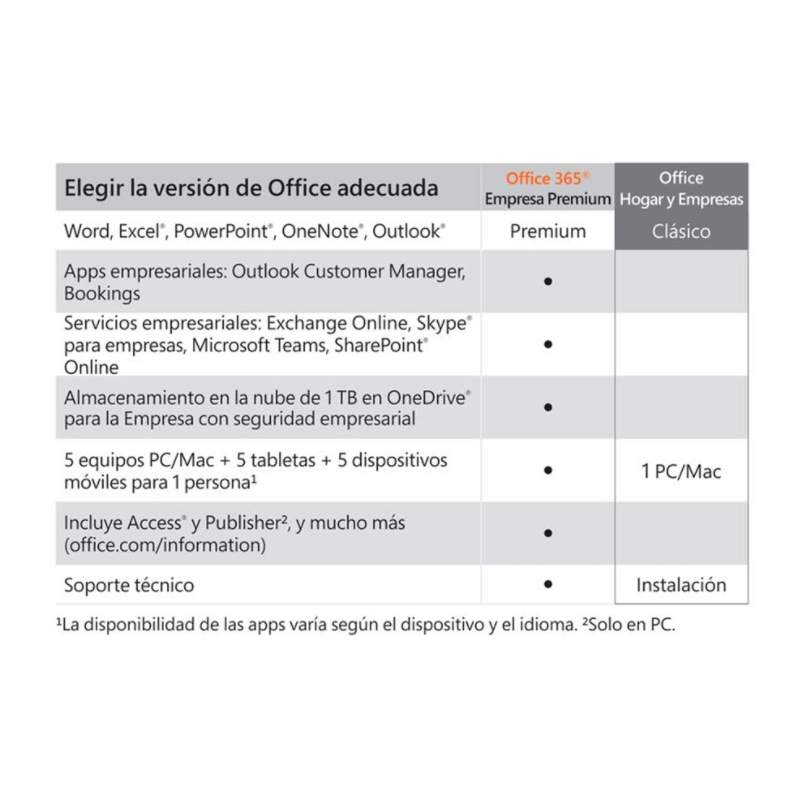 Elegir la versión de Office adecuada
Office 365®
Empresa Premium
Office
Hogar y Empresas
Word, Excel®, PowerPoint®, OneNote®, Outlook®
Premium
Clásico
Apps empresariales: Outlook Customer Manager,
Bookings
•
Servicios empresariales: Exchange Online, Skype®
para empresas, Microsoft Teams, SharePoint®
Online
•
Almacenamiento en la nube de 1 TB en OneDrive®
para la Empresa con seguridad empresarial
•
5 equipos PC/Mac + 5 tabletas + 5 dispositivos
móviles para 1 persona¹
•
1 PC/Mac
Incluye Access® y Publisher², y mucho más
(office.com/information)
•
Soporte técnico
•
Instalación
¹La disponibilidad de las apps varía según el dispositivo y el idioma. ²Solo en PC.